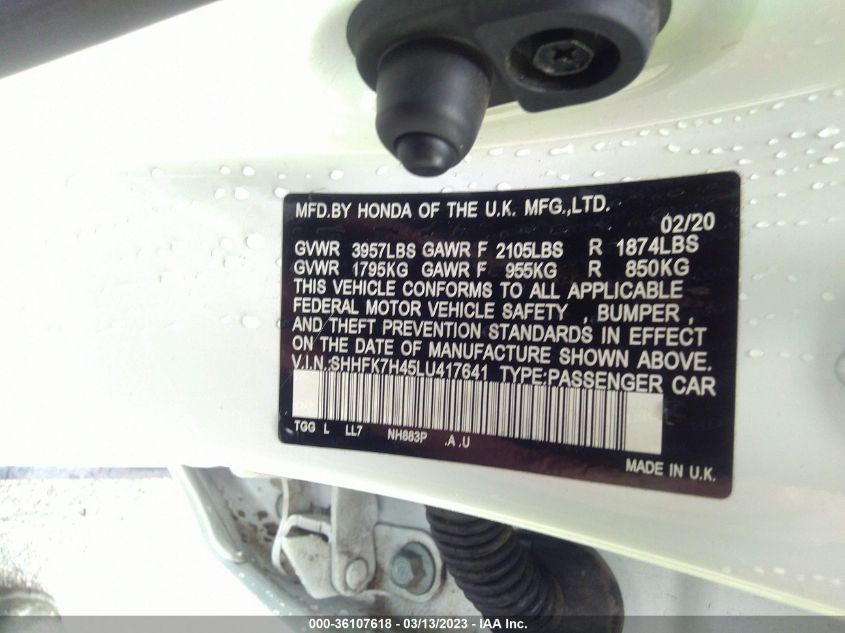 MFD.BY HONDA OF THE U.K. MFG.,LTD.
02/20
GVWR 3957LBS GAWR F 2105LBS R 1874LBS
GVWR 1795KG GAWR F 955KG R 850KG
THIS VEHICLE CONFORMS TO ALL APPLICABLE
FEDERAL MOTOR VEHICLE SAFETY , BUMPER ,
AND THEFT PREVENTION STANDARDS IN EFFECT
ON THE DATE OF MANUFACTURE SHOWN ABOVE.
V.I.N.:SHHFK7H45LU417641 TYPE:PASSENGER CAR
TGG L LL7 NH883P .A .U
MADE IN U.K.
000-36107618 - 03/13/2023 - IAA Inc.